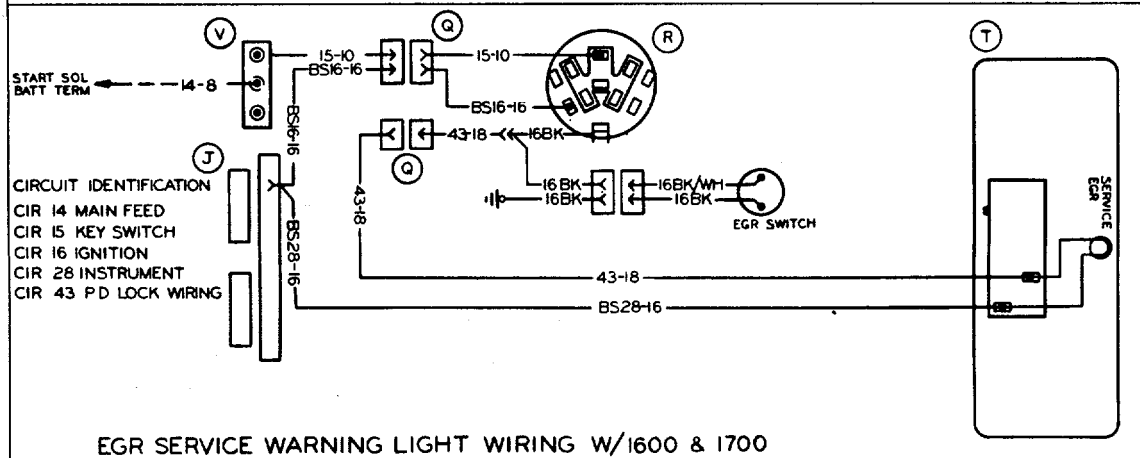 V
Q
R
T
START SOL
BATT TERM
14-8
15-10
BS16-16
15-10
BS16-16
BS16-16
43-18
16BK
Q
J
CIRCUIT IDENTIFICATION
CIR 14 MAIN FEED
CIR 15 KEY SWITCH
CIR 16 IGNITION
CIR 28 INSTRUMENT
CIR 43 PD LOCK WIRING
BS28-16
43-18
16BK
16BK
16BK/WH
16BK
EGR SWITCH
SERVICE
EGR
43-18
BS28-16
EGR SERVICE WARNING LIGHT WIRING W/1600 & 1700